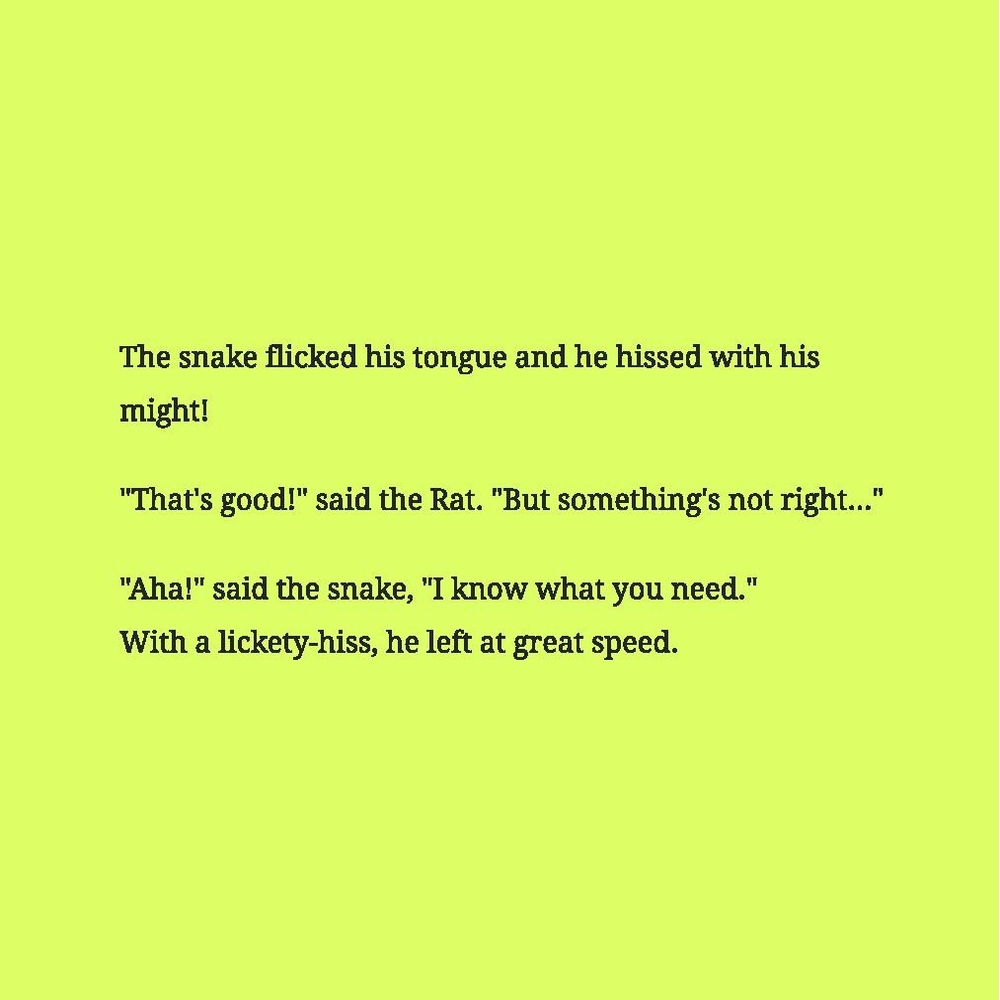 The snake flicked his tongue and he hissed with his
might!
"That's good!" said the Rat. "But something's not right..."
"Aha!" said the snake, "I know what you need."
With a lickety-hiss, he left at great speed.